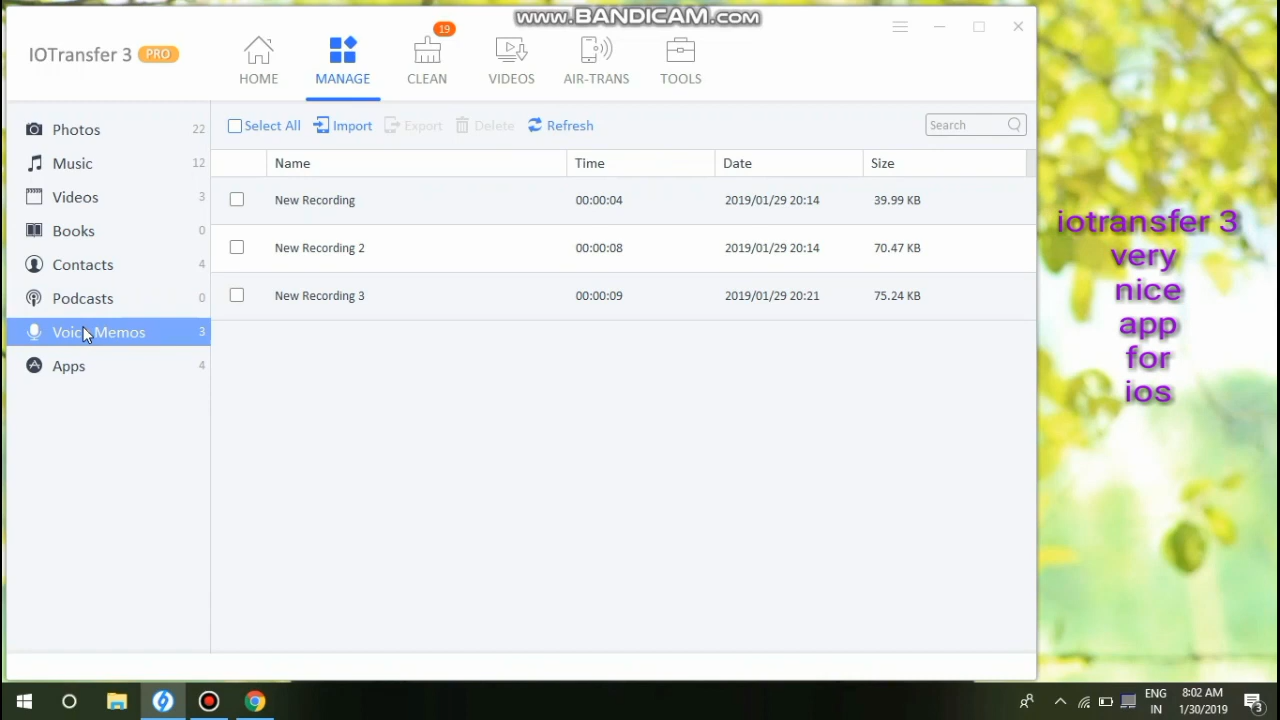 www.BANDICAM.com
IOTransfer 3 PRO
HOME
MANAGE
19
CLEAN
VIDEOS
AIR-TRANS
TOOLS
Photos 22
Music 12
Videos 3
Books 0
Contacts 4
Podcasts 0
Voice Memos 3
Apps 4
Select All Import Export Delete Refresh Search
Name Time Date Size
New Recording 00:00:04 2019/01/29 20:14 39.99 KB
New Recording 2 00:00:08 2019/01/29 20:14 70.47 KB
New Recording 3 00:00:09 2019/01/29 20:21 75.24 KB
iotransfer 3
very
nice
app
for
ios
ENG
IN
8:02 AM
1/30/2019
3